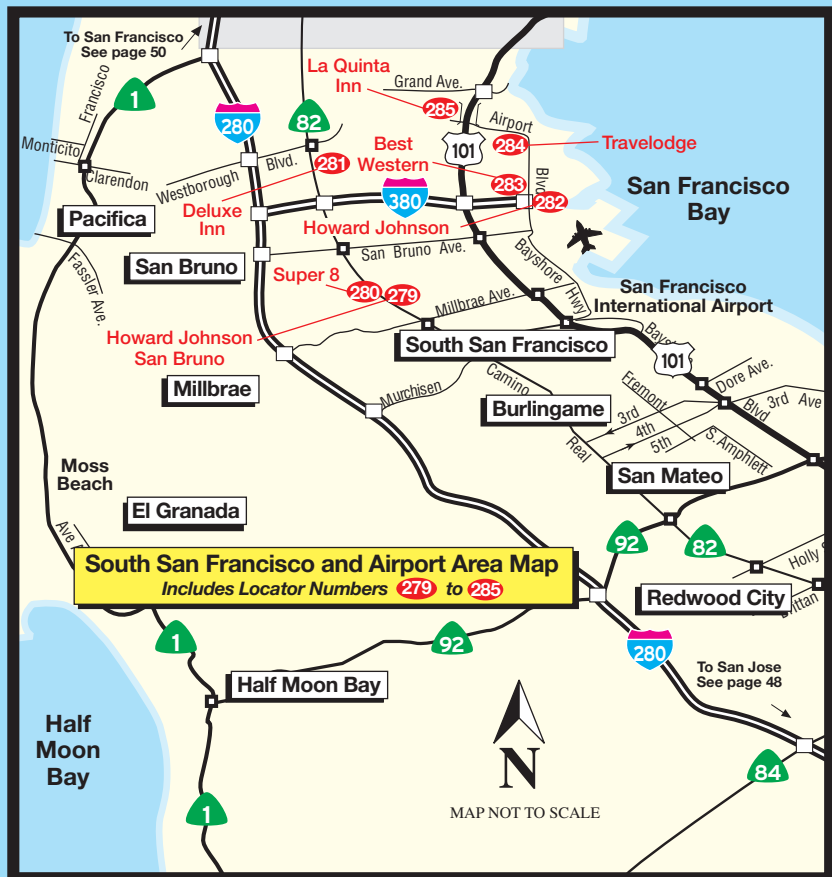 To San Francisco
See page 50
La Quinta
Inn
Grand Ave.
285
Airport
Francisco
1
280
82
101
Best
Western
284
Travelodge
Monticito
Clarendon
Westborough
Blvd.
281
283
Blvd
282
San Francisco
Bay
Pacifica
Deluxe
Inn
380
Howard Johnson
San Bruno
San Bruno Ave.
Bayshore
Hwy
Fassler Ave.
Super 8
280
279
Millbrae Ave.
San Francisco
International Airport
Howard Johnson
San Bruno
South San Francisco
101
Millbrae
Murchisen
Camino
Real
Burlingame
Fremont
Dore Ave.
3rd Ave
Blvd
3rd
4th
5th
S. Amphlett
San Mateo
Moss
Beach
El Granada
92
82
Holly
South San Francisco and Airport Area Map
Includes Locator Numbers 279 to 285
Redwood City
1
92
280
To San Jose
See page 48
Half Moon Bay
Half
Moon
Bay
N
MAP NOT TO SCALE
84
1